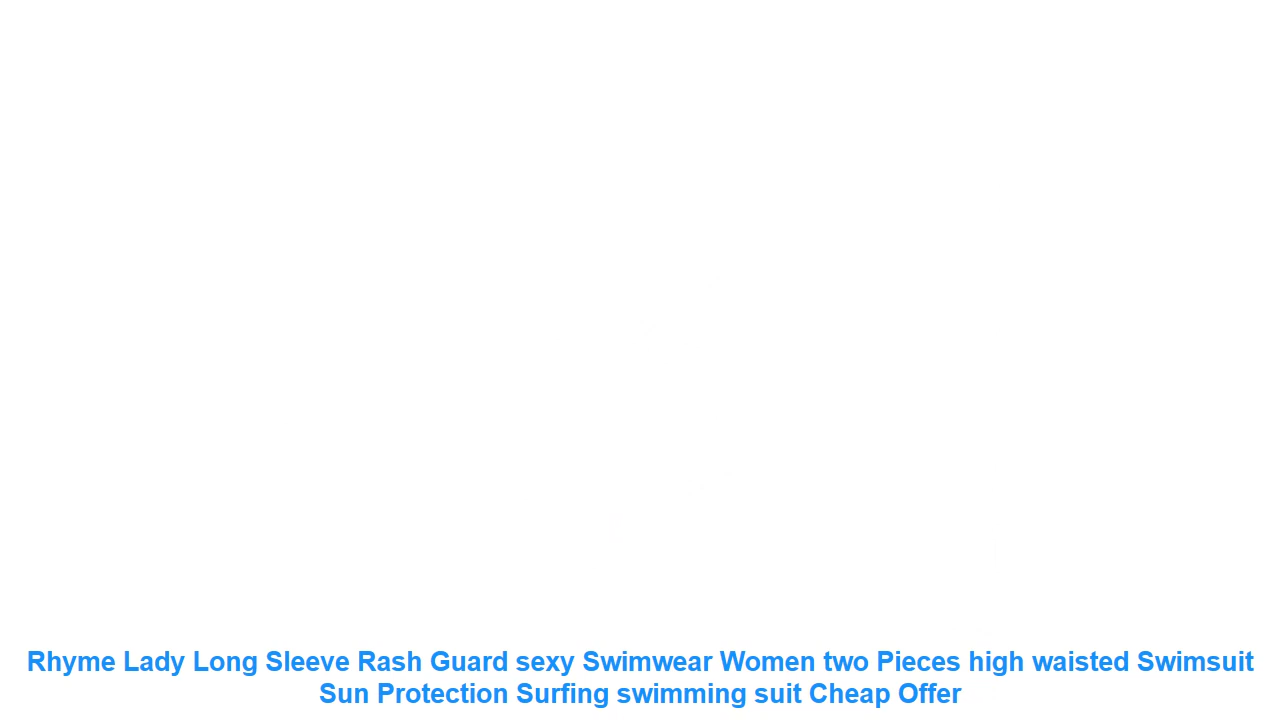 Rhyme Lady Long Sleeve Rash Guard sexy Swimwear Women two Pieces high waisted Swimsuit
Sun Protection Surfing swimming suit Cheap Offer